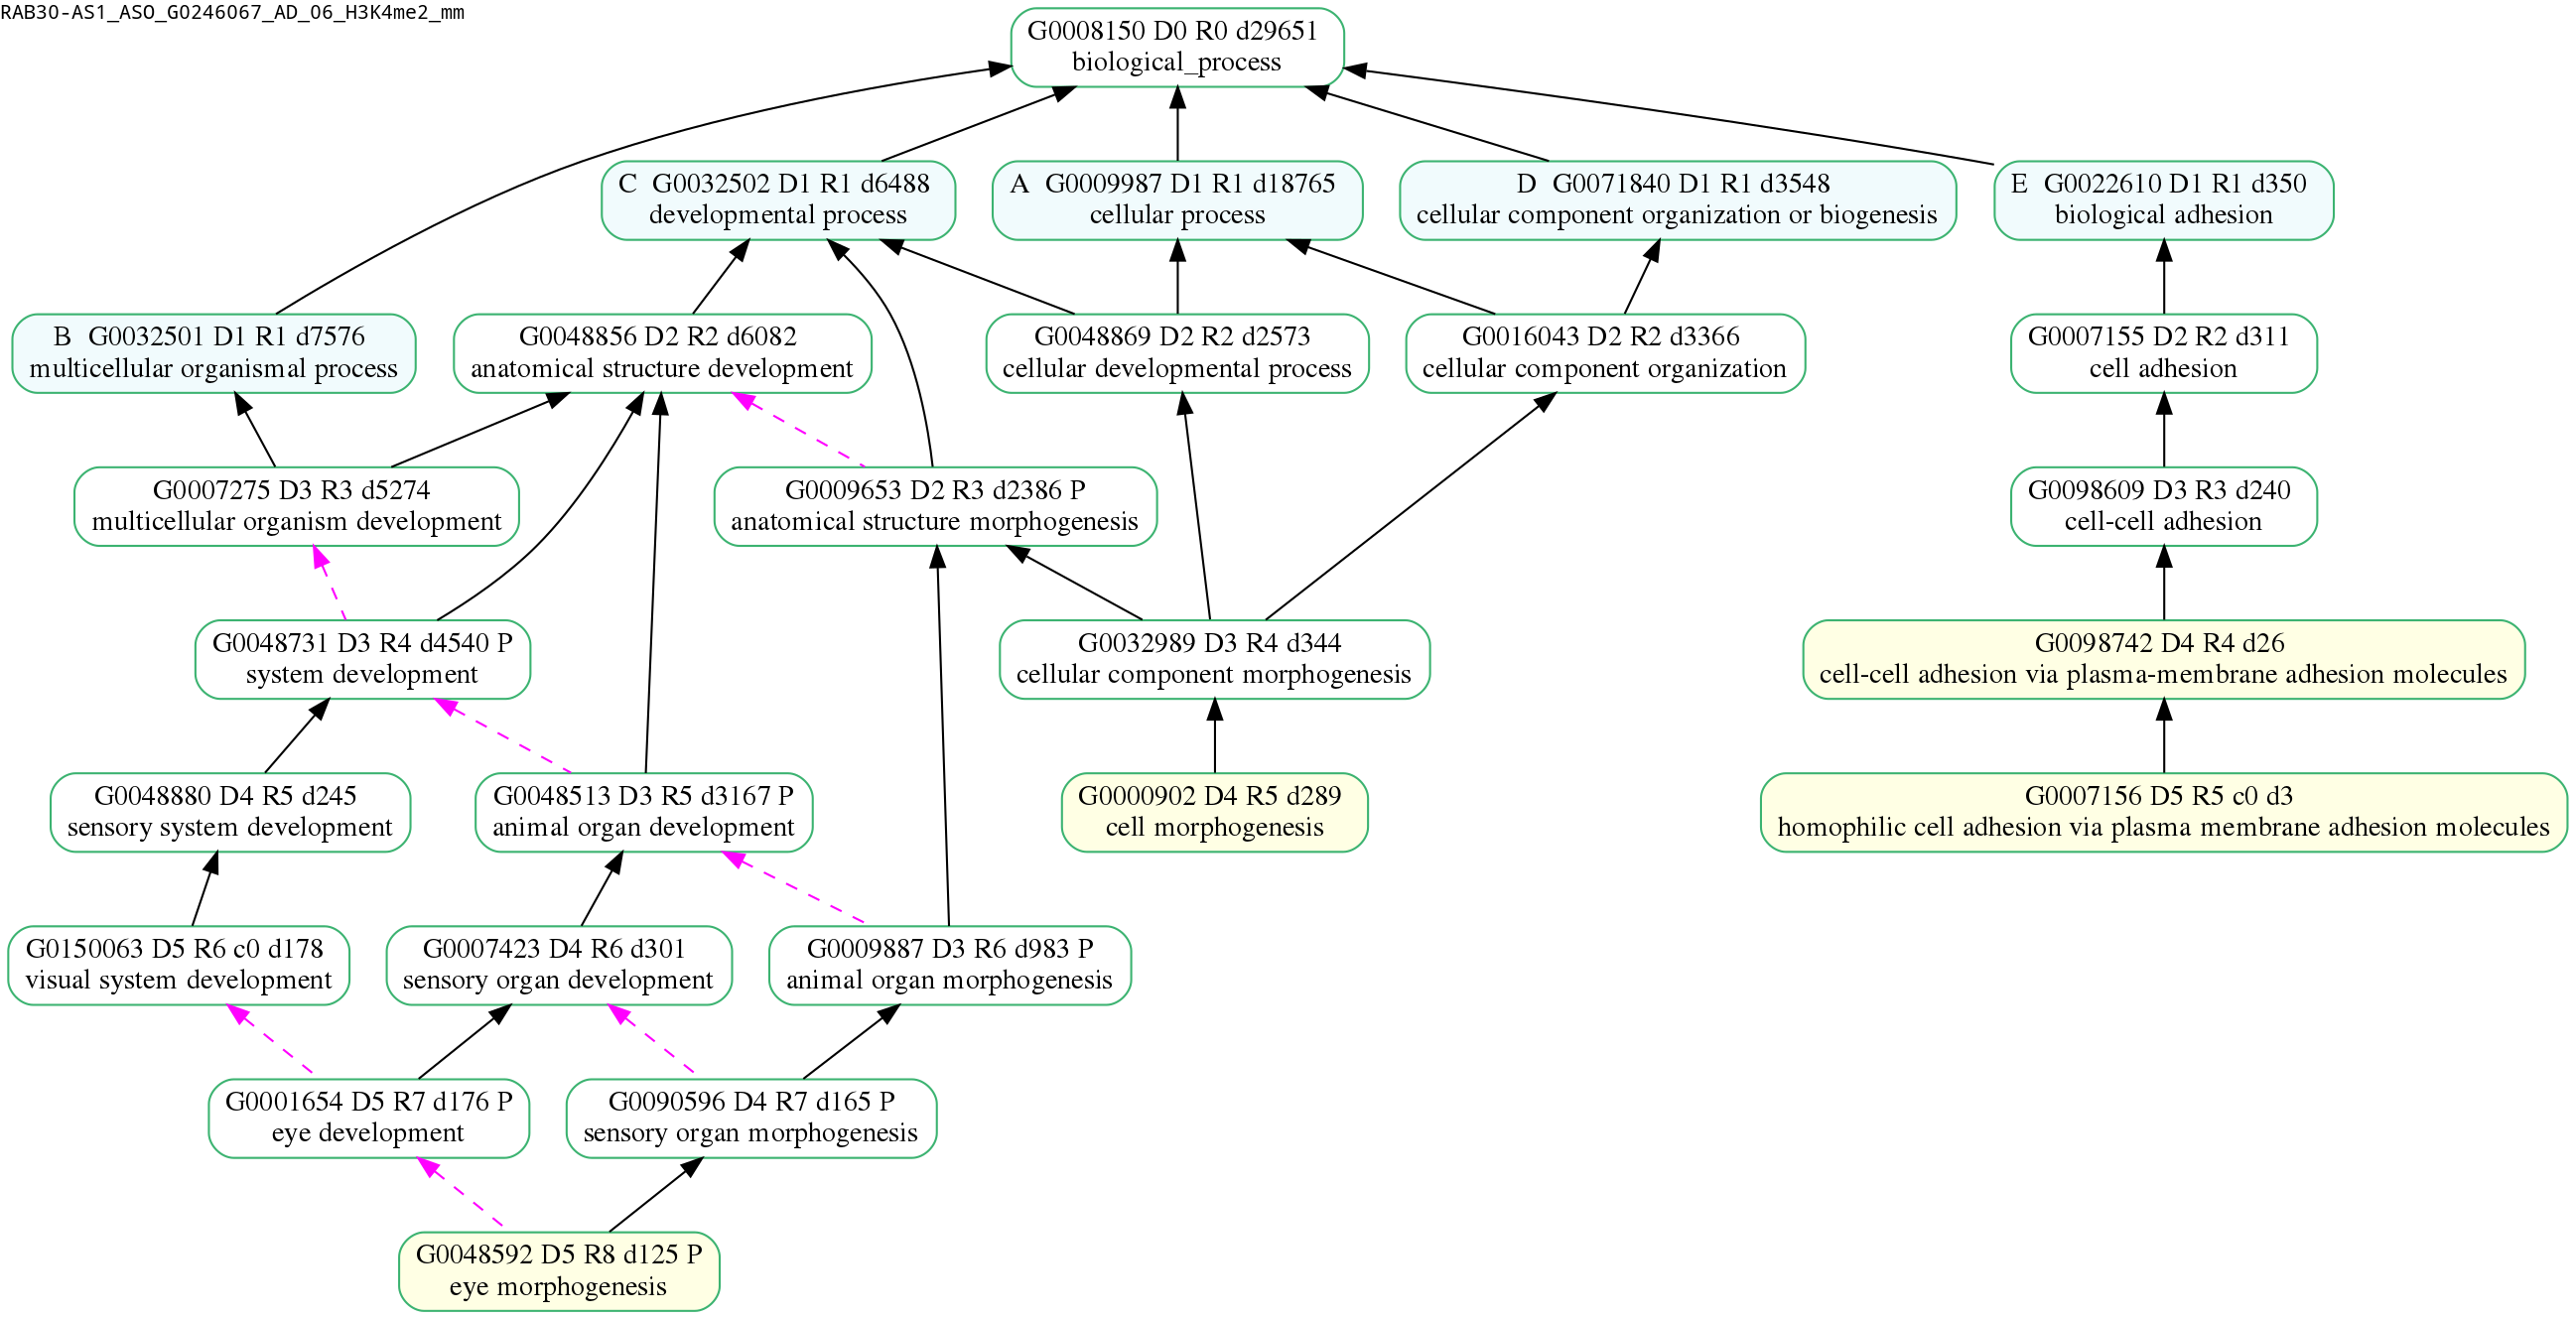 RAB30-AS1_ASO_G0246067_AD_06_H3K4me2_mm
G0008150 D0 R0 d29651
biological_process
C G0032502 D1 R1 d6488
developmental process
A G0009987 D1 R1 d18765
cellular process
D G0071840 D1 R1 d3548
cellular component organization or biogenesis
E G0022610 D1 R1 d350
biological adhesion
B G0032501 D1 R1 d7576
multicellular organismal process
G0048856 D2 R2 d6082
anatomical structure development
G0048869 D2 R2 d2573
cellular developmental process
G0016043 D2 R2 d3366
cellular component organization
G0007155 D2 R2 d311
cell adhesion
G0007275 D3 R3 d5274
multicellular organism development
G0009653 D2 R3 d2386 P
anatomical structure morphogenesis
G0098609 D3 R3 d240
cell-cell adhesion
G0048731 D3 R4 d4540 P
system development
G0032989 D3 R4 d344
cellular component morphogenesis
G0098742 D4 R4 d26
cell-cell adhesion via plasma-membrane adhesion molecules
G0048880 D4 R5 d245
sensory system development
G0048513 D3 R5 d3167 P
animal organ development
G0000902 D4 R5 d289
cell morphogenesis
G0007156 D5 R5 c0 d3
homophilic cell adhesion via plasma membrane adhesion molecules
G0150063 D5 R6 c0 d178
visual system development
G0007423 D4 R6 d301
sensory organ development
G0009887 D3 R6 d983 P
animal organ morphogenesis
G0001654 D5 R7 d176 P
eye development
G0090596 D4 R7 d165 P
sensory organ morphogenesis
G0048592 D5 R8 d125 P
eye morphogenesis